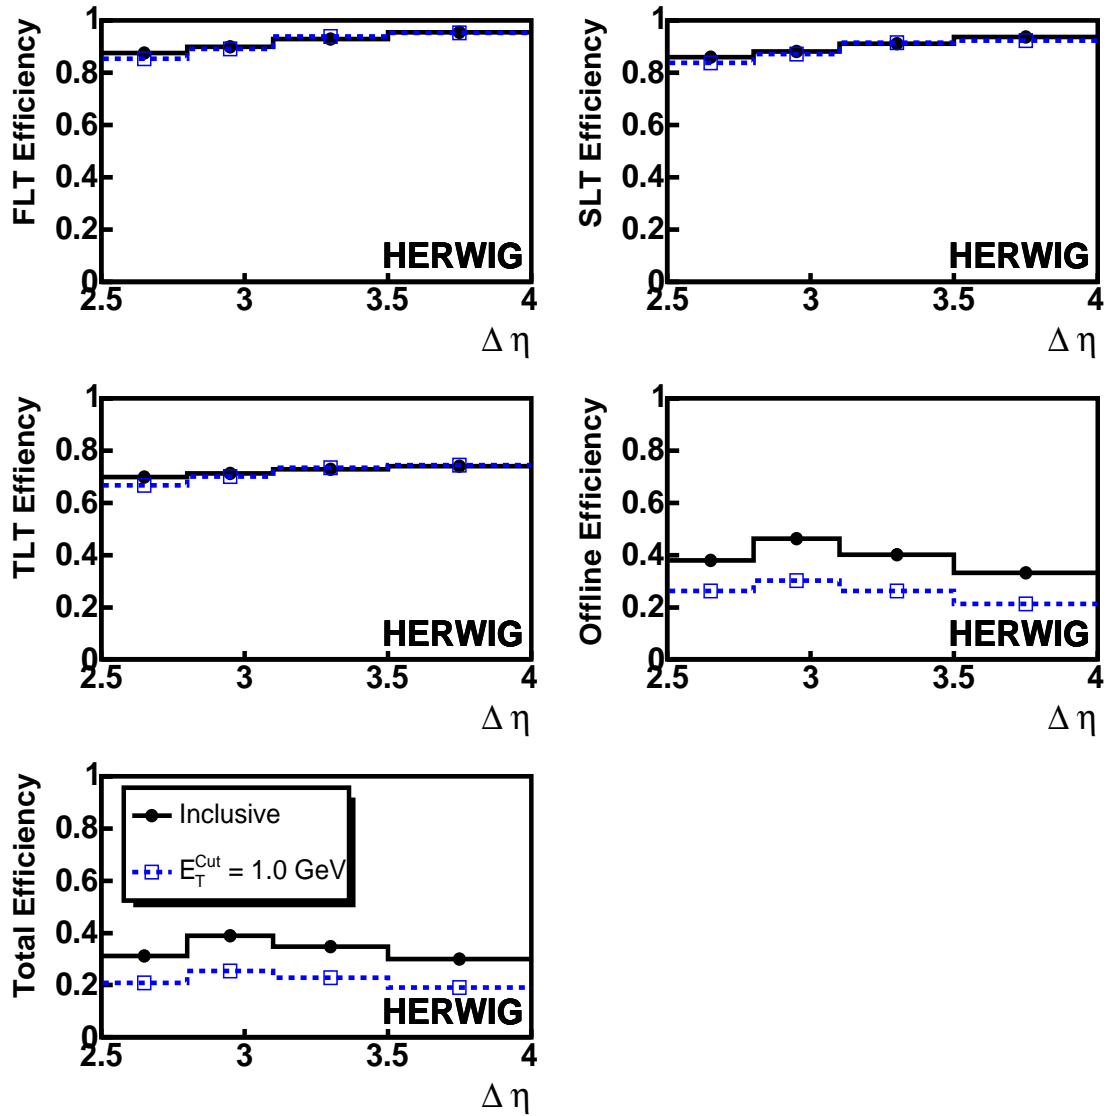 FLT Efficiency
1
0.8
0.6
0.4
0.2
0
HERWIG
2.5 3 3.5 4
Δ η
SLT Efficiency
1
0.8
0.6
0.4
0.2
0
HERWIG
2.5 3 3.5 4
Δ η
TLT Effiency
1
0.8
0.6
0.4
0.2
0
HERWIG
2.5 3 3.5 4
Δ η
Offline Efficiency
1
0.8
0.6
0.4
0.2
0
HERWIG
2.5 3 3.5 4
Δ η
Total Efficiency
1
0.8
0.6
0.4
0.2
0
Inclusive
E_T^Cut = 1.0 GeV
HERWIG
2.5 3 3.5 4
Δ η